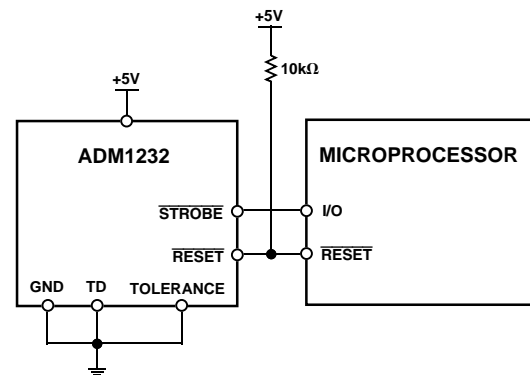 +5V
10kΩ
+5V
ADM1232
MICROPROCESSOR
STROBE
I/O
RESET
RESET
GND
TD
TOLERANCE